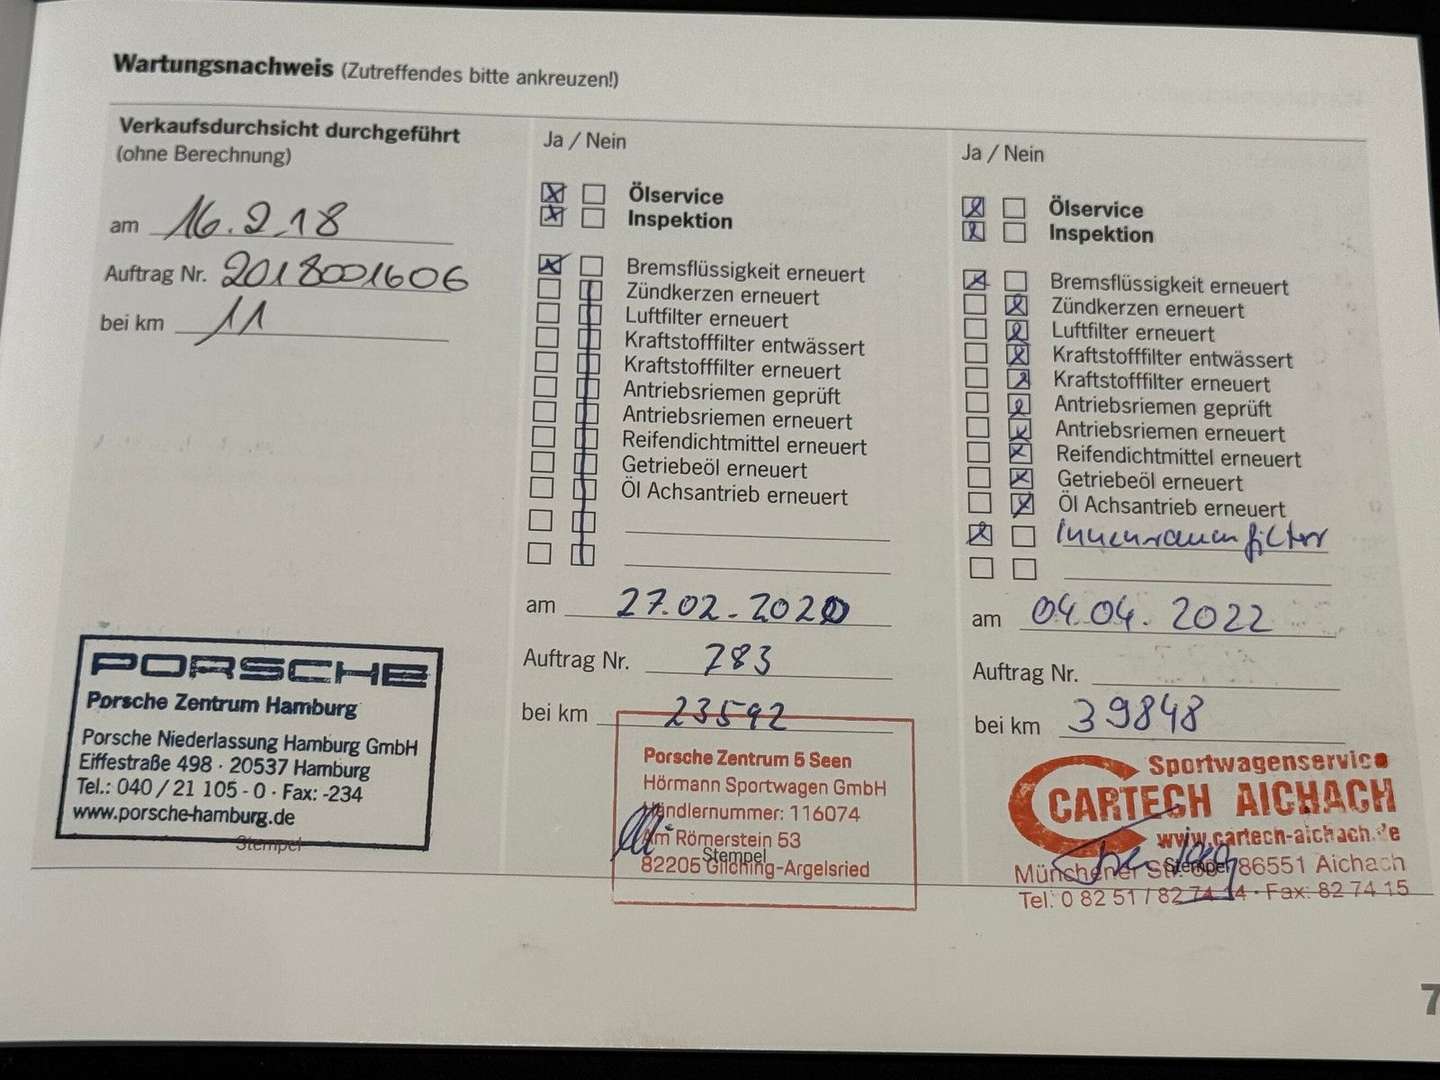 Wartungsnachweis (Zutreffendes bitte ankreuzen!)
Verkaufsdurchsicht durchgeführt
(ohne Berechnung)
am 16.2.18
Auftrag Nr. 2018001606
bei km 11
PORSCHE
Porsche Zentrum Hamburg
Porsche Niederlassung Hamburg GmbH
Eiffestraße 498 · 20537 Hamburg
Tel.: 040 / 21 105 - 0 · Fax: -234
www.porsche-hamburg.de
Stempel
Ja / Nein
Ölservice
Inspektion
Bremsflüssigkeit erneuert
Zündkerzen erneuert
Luftfilter erneuert
Kraftstofffilter entwässert
Kraftstofffilter erneuert
Antriebsriemen geprüft
Antriebsriemen erneuert
Reifendichtmittel erneuert
Getriebeöl erneuert
Öl Achsantrieb erneuert
am 27.02.2020
Auftrag Nr. 783
bei km 23592
Porsche Zentrum 5 Seen
Hörmann Sportwagen GmbH
Händlernummer: 116074
Am Römerstein 53
Stempel
82205 Gilching-Argelsried
Ja / Nein
Ölservice
Inspektion
Bremsflüssigkeit erneuert
Zündkerzen erneuert
Luftfilter erneuert
Kraftstofffilter entwässert
Kraftstofffilter erneuert
Antriebsriemen geprüft
Antriebsriemen erneuert
Reifendichtmittel erneuert
Getriebeöl erneuert
Öl Achsantrieb erneuert
Innenraumfilter
am 04.04.2022
Auftrag Nr.
bei km 39848
Sportwagenservice
CARTECH AICHACH
www.cartech-aichach.de
Münchener Str. 86551 Aichach
Stempel
Tel. 0 82 51 / 82 74 14 · Fax: 82 74 15
7